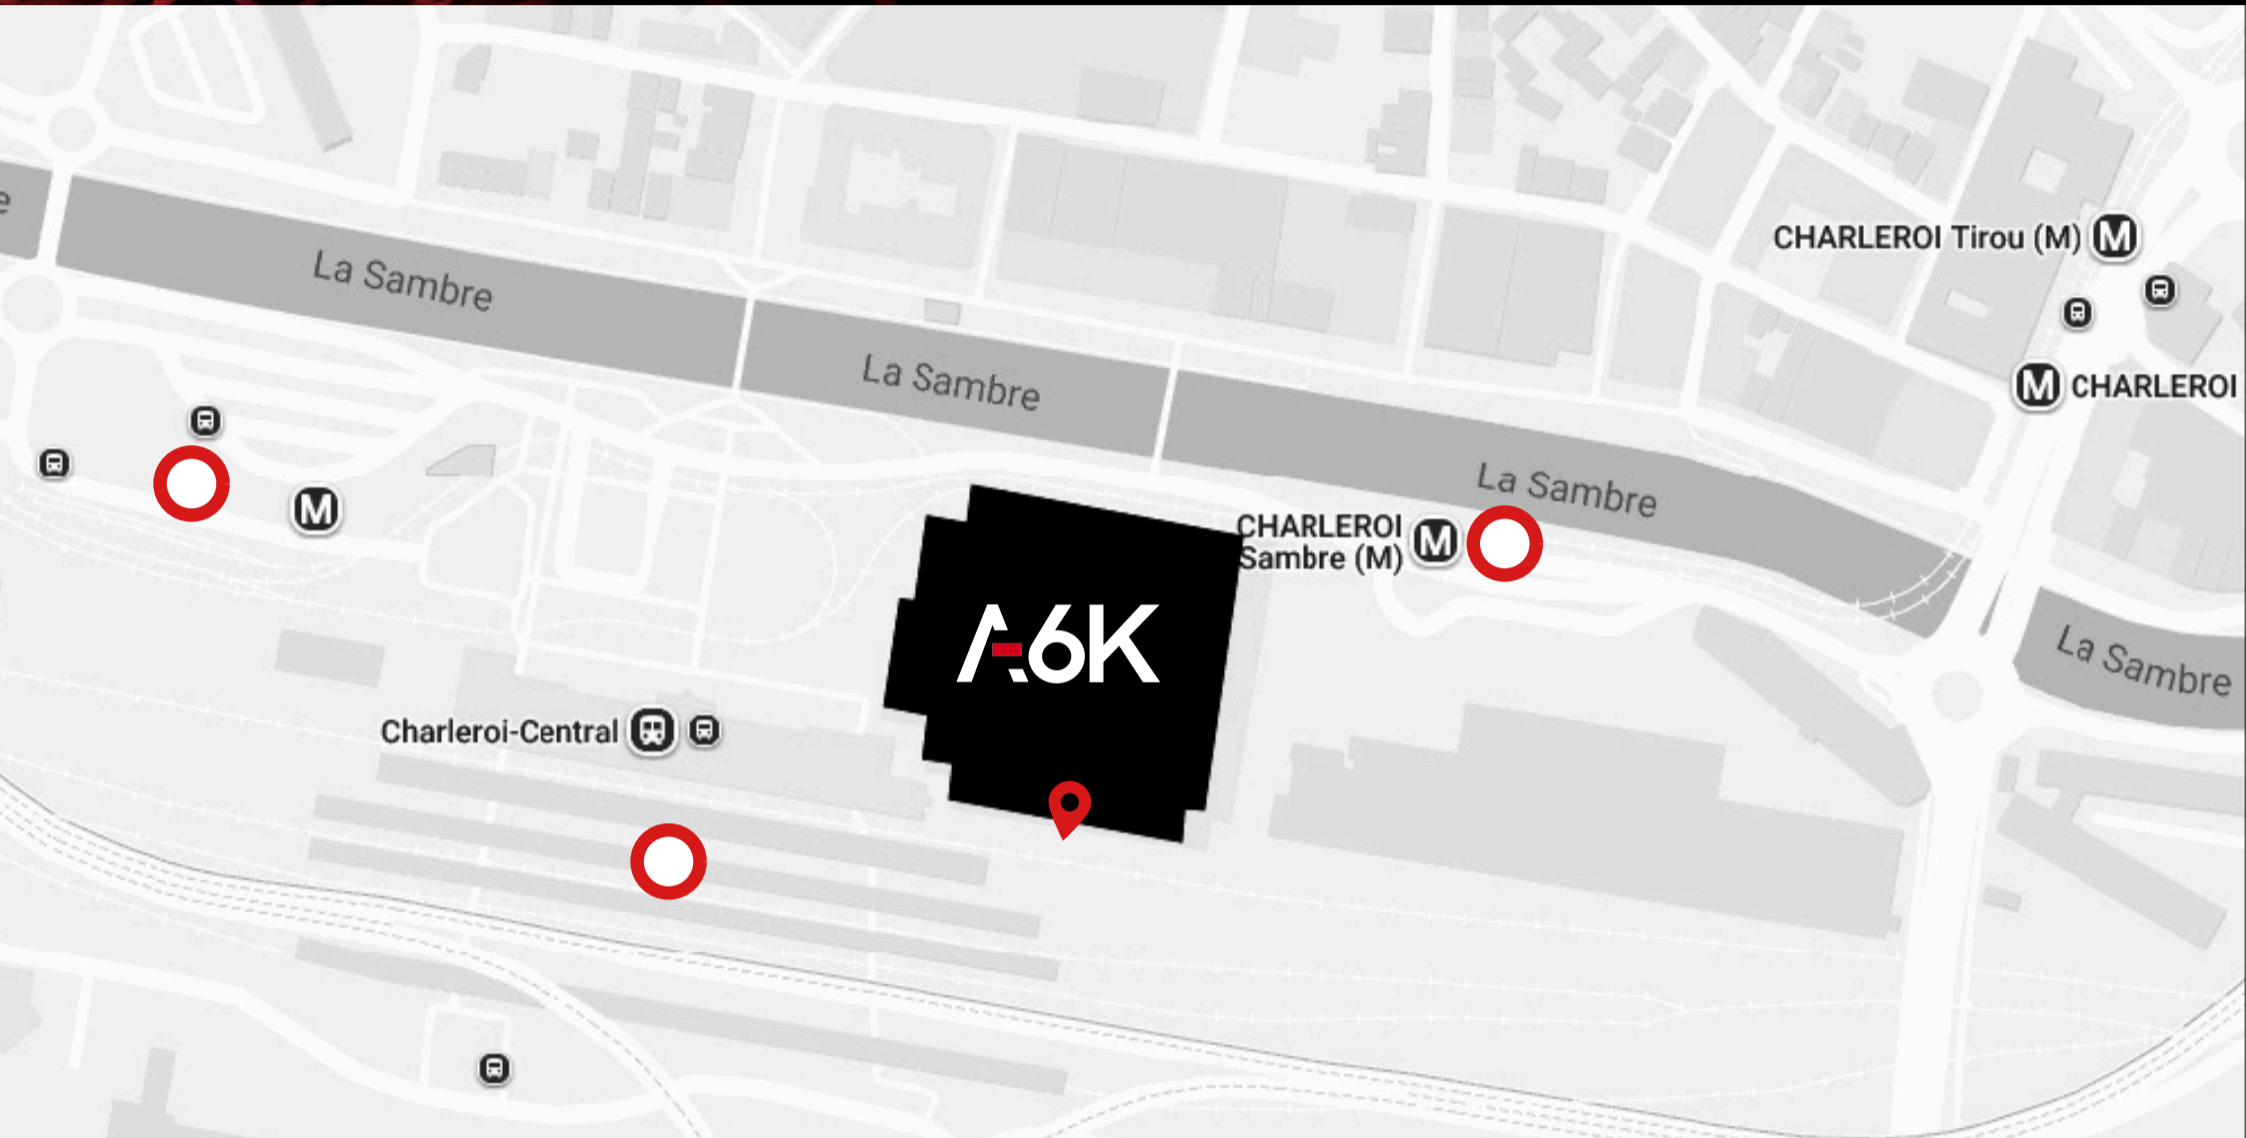 e
La Sambre
La Sambre
La Sambre
La Sambre
CHARLEROI Tirou (M) M
M CHARLEROI
M
CHARLEROI
Sambre (M) M
A6K
Charleroi-Central